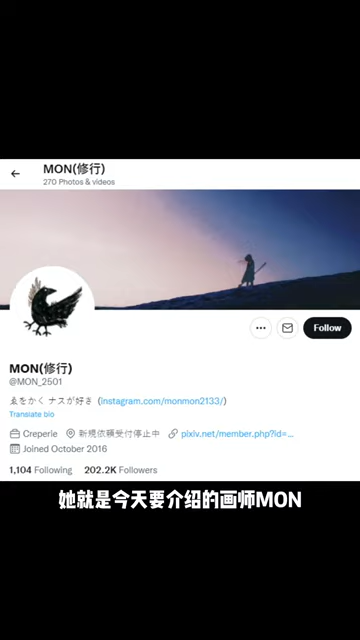 MON(修行)
270 Photos & videos
Follow
MON(修行)
@MON_2501
ゑをかく ナスが好き (instagram.com/monmon2133/)
Translate bio
Creperie 新規依頼受付停止中 pixiv.net/member.php?id=...
Joined October 2016
1,104 Following 202.2K Followers
她就是今天要介绍的画师MON